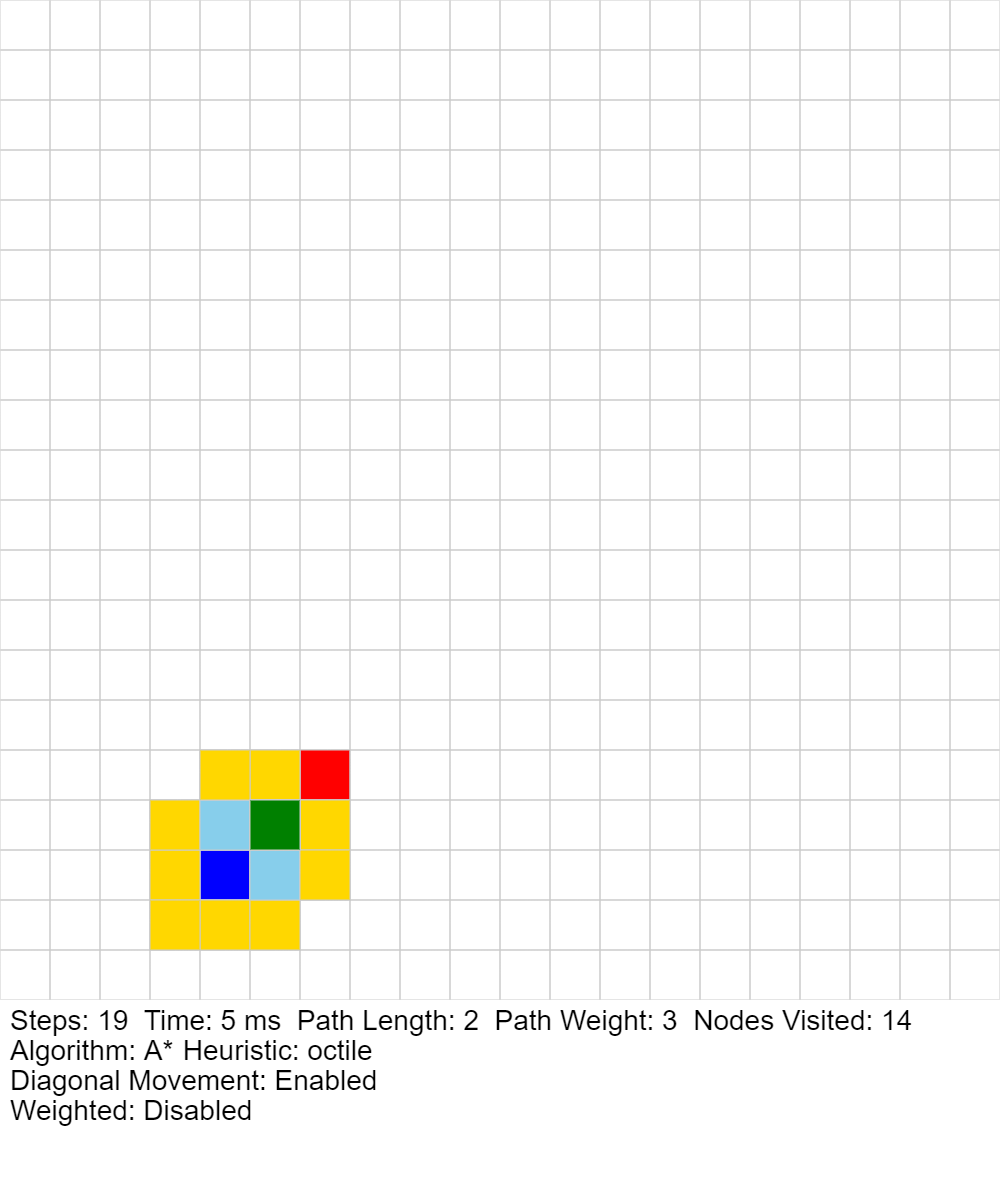 Steps: 19  Time: 5 ms  Path Length: 2  Path Weight: 3  Nodes Visited: 14
Algorithm: A* Heuristic: octile
Diagonal Movement: Enabled
Weighted: Disabled